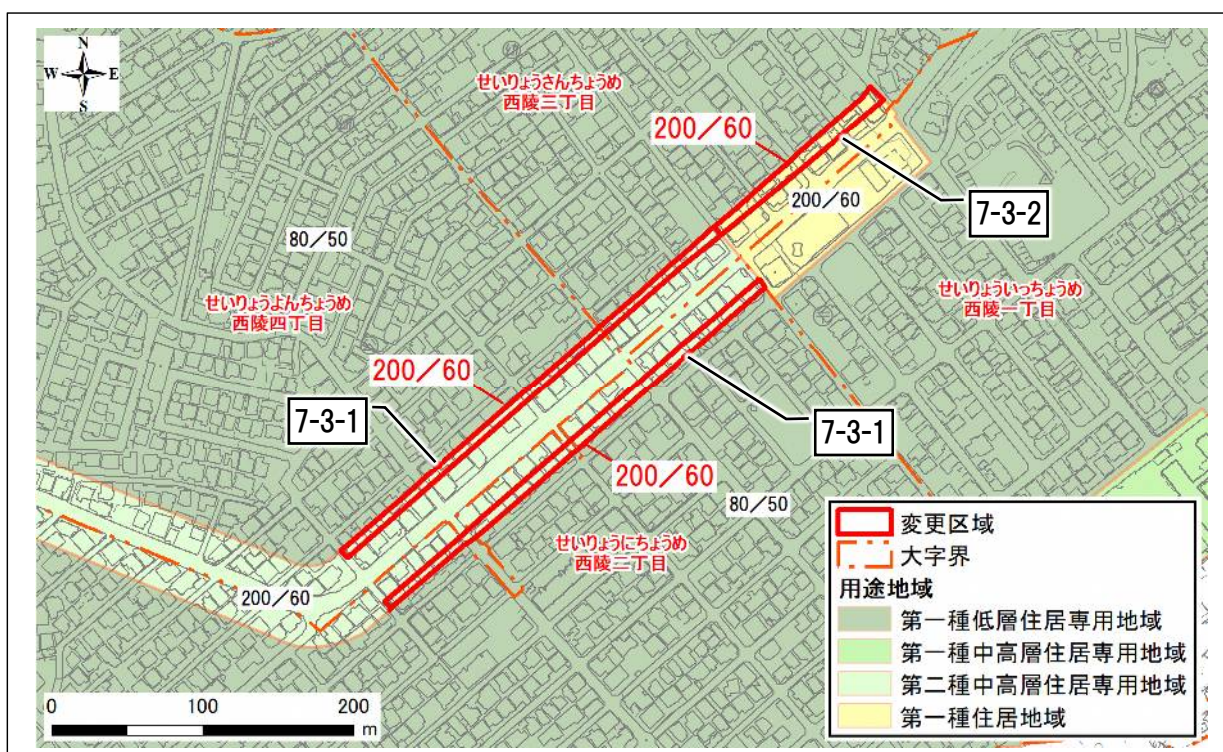 N
W E
S
せいりょうさんちょうめ
西陵三丁目
200／60
7-3-2
200／60
80／50
せいりょうよんちょうめ
西陵四丁目
せいりょういっちょうめ
西陵一丁目
200／60
7-3-1
7-3-1
200／60
80／50
せいりょうにちょうめ
西陵二丁目
200／60
変更区域
大字界
用途地域
第一種低層住居専用地域
第一種中高層住居専用地域
第二種中高層住居専用地域
第一種住居地域
0 100 200
m